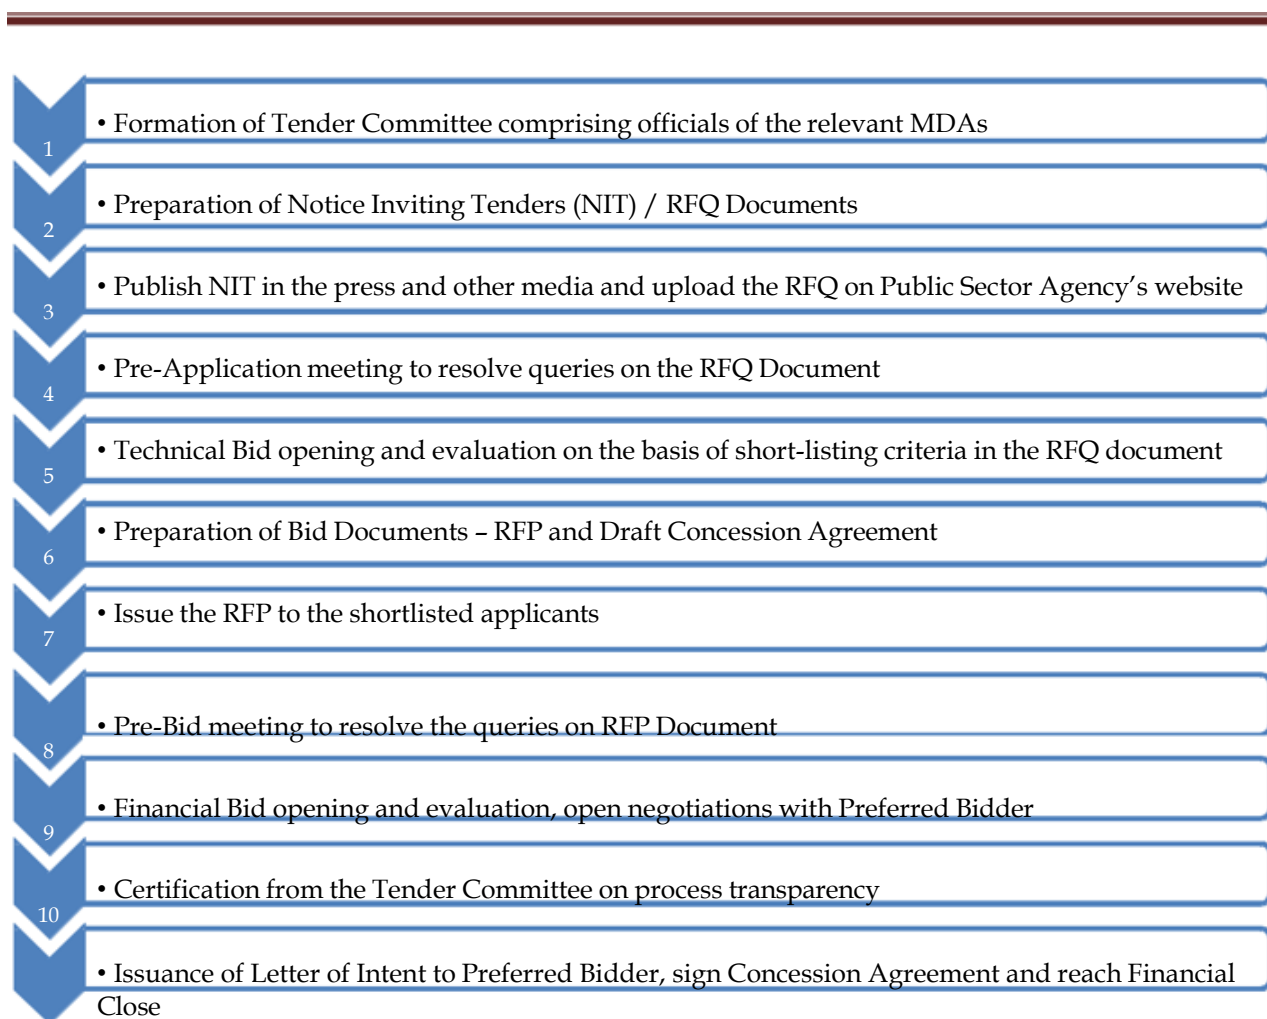 • Formation of Tender Committee comprising officials of the relevant MDAs
1
• Preparation of Notice Inviting Tenders (NIT) / RFQ Documents
2
• Publish NIT in the press and other media and upload the RFQ on Public Sector Agency’s website
3
• Pre-Application meeting to resolve queries on the RFQ Document
4
• Technical Bid opening and evaluation on the basis of short-listing criteria in the RFQ document
5
• Preparation of Bid Documents – RFP and Draft Concession Agreement
6
• Issue the RFP to the shortlisted applicants
7
• Pre-Bid meeting to resolve the queries on RFP Document
8
• Financial Bid opening and evaluation, open negotiations with Preferred Bidder
9
• Certification from the Tender Committee on process transparency
10
• Issuance of Letter of Intent to Preferred Bidder, sign Concession Agreement and reach Financial
Close